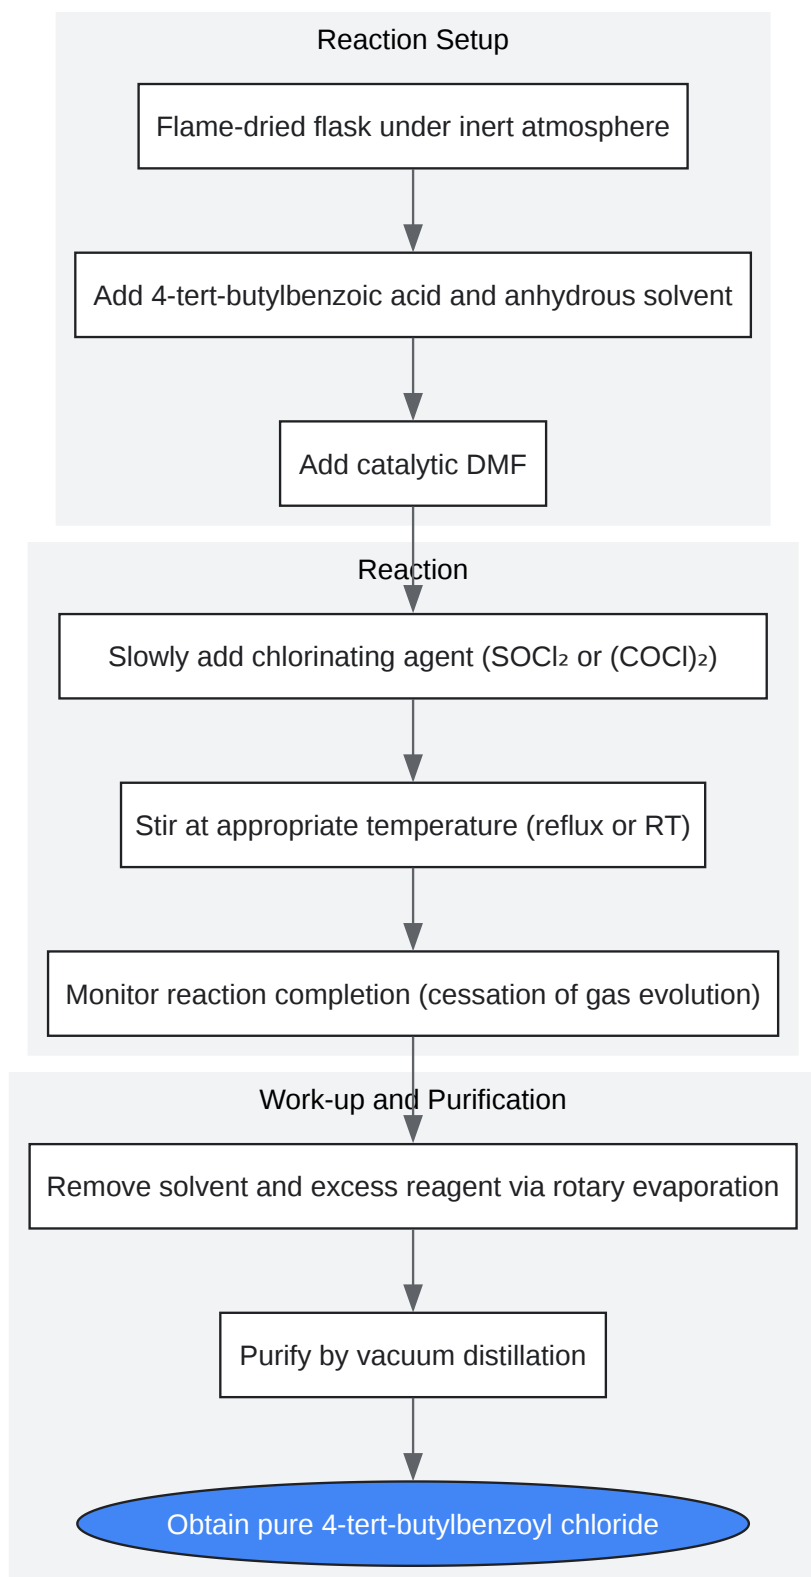 Reaction Setup
Flame-dried flask under inert atmosphere
Add 4-tert-butylbenzoic acid and anhydrous solvent
Add catalytic DMF
Reaction
Slowly add chlorinating agent (SOCl₂ or (COCl)₂)
Stir at appropriate temperature (reflux or RT)
Monitor reaction completion (cessation of gas evolution)
Work-up and Purification
Remove solvent and excess reagent via rotary evaporation
Purify by vacuum distillation
Obtain pure 4-tert-butylbenzoyl chloride